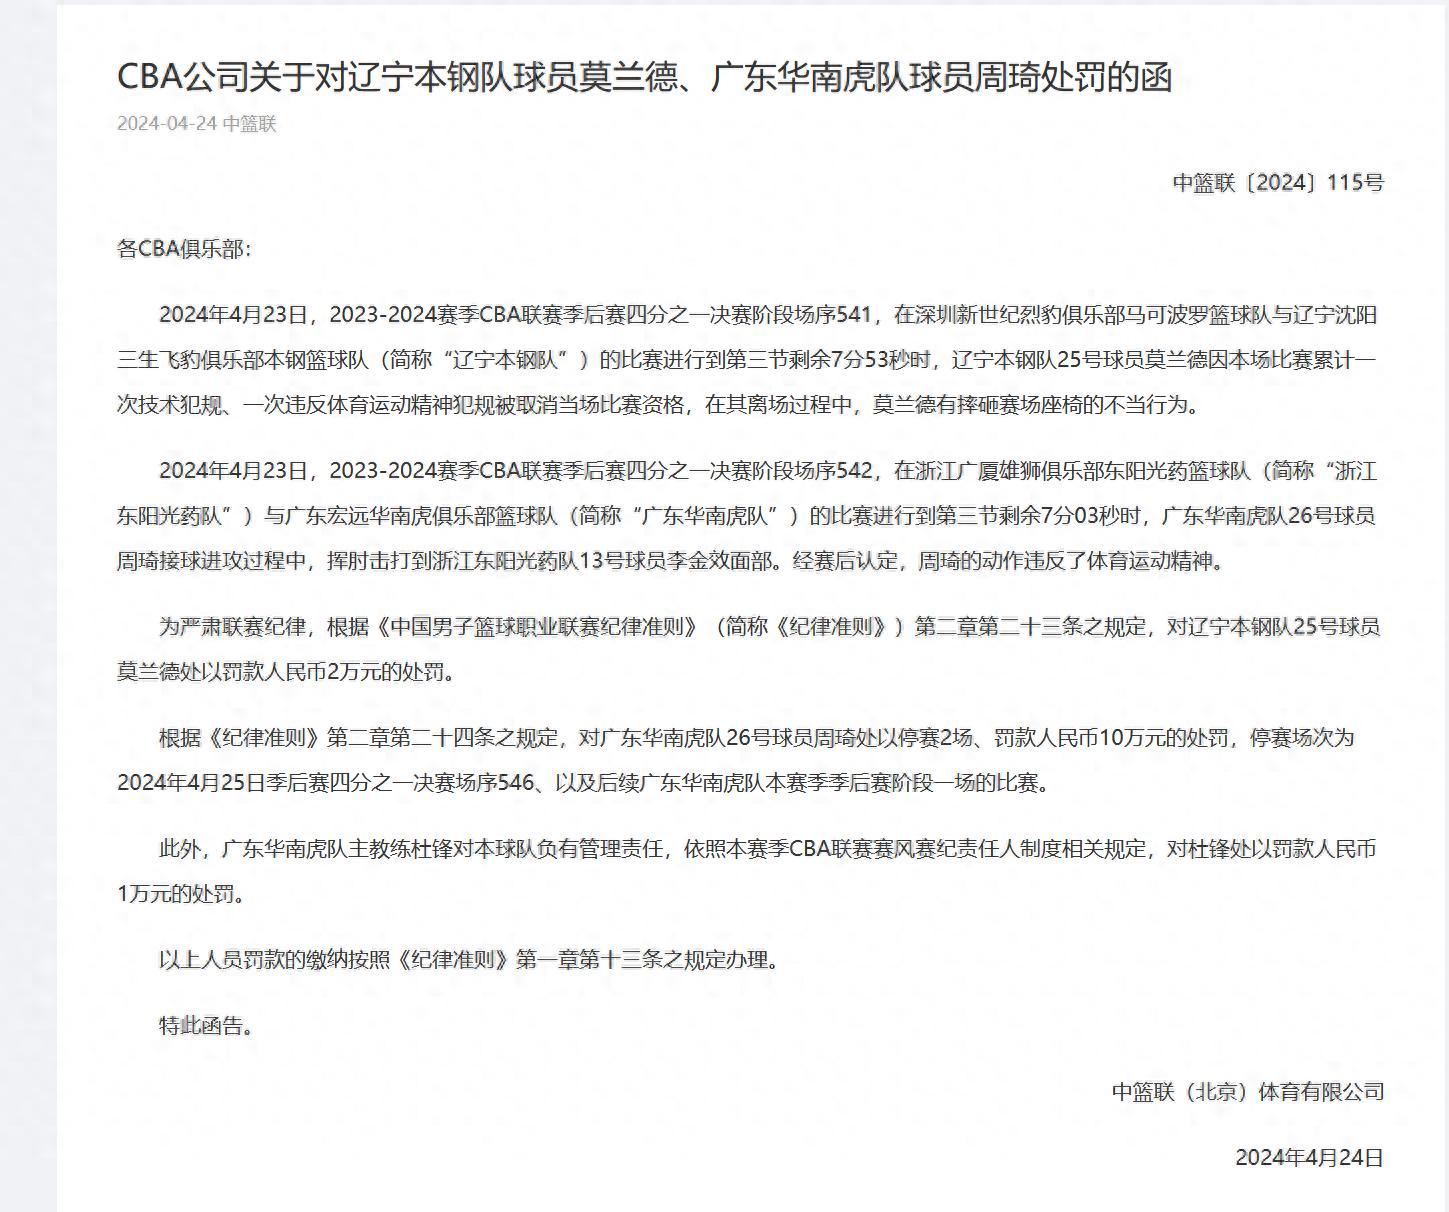 CBA公司关于对辽宁本钢队球员莫兰德、广东华南虎队球员周琦处罚的函
2024-04-24 中篮联
中篮联〔2024〕115号
各CBA俱乐部：
2024年4月23日，2023-2024赛季CBA联赛季后赛四分之一决赛阶段场序541，在深圳新世纪烈豹俱乐部马可波罗篮球队与辽宁沈阳
三生飞豹俱乐部本钢篮球队（简称“辽宁本钢队”）的比赛进行到第三节剩余7分53秒时，辽宁本钢队25号球员莫兰德因本场比赛累计一
次技术犯规、一次违反体育运动精神犯规被取消当场比赛资格，在其离场过程中，莫兰德有摔砸赛场座椅的不当行为。
2024年4月23日，2023-2024赛季CBA联赛季后赛四分之一决赛阶段场序542，在浙江广厦雄狮俱乐部东阳光药篮球队（简称“浙江
东阳光药队”）与广东宏远华南虎俱乐部篮球队（简称“广东华南虎队”）的比赛进行到第三节剩余7分03秒时，广东华南虎队26号球员
周琦接球进攻过程中，挥肘击打到浙江东阳光药队13号球员李金效面部。经赛后认定，周琦的动作违反了体育运动精神。
为严肃联赛纪律，根据《中国男子篮球职业联赛纪律准则》（简称《纪律准则》）第二章第二十三条之规定，对辽宁本钢队25号球员
莫兰德处以罚款人民币2万元的处罚。
根据《纪律准则》第二章第二十四条之规定，对广东华南虎队26号球员周琦处以停赛2场、罚款人民币10万元的处罚，停赛场次为
2024年4月25日季后赛四分之一决赛场序546、以及后续广东华南虎队本赛季季后赛阶段一场的比赛。
此外，广东华南虎队主教练杜锋对本球队负有管理责任，依照本赛季CBA联赛赛风赛纪责任人制度相关规定，对杜锋处以罚款人民币
1万元的处罚。
以上人员罚款的缴纳按照《纪律准则》第一章第十三条之规定办理。
特此函告。
中篮联（北京）体育有限公司
2024年4月24日